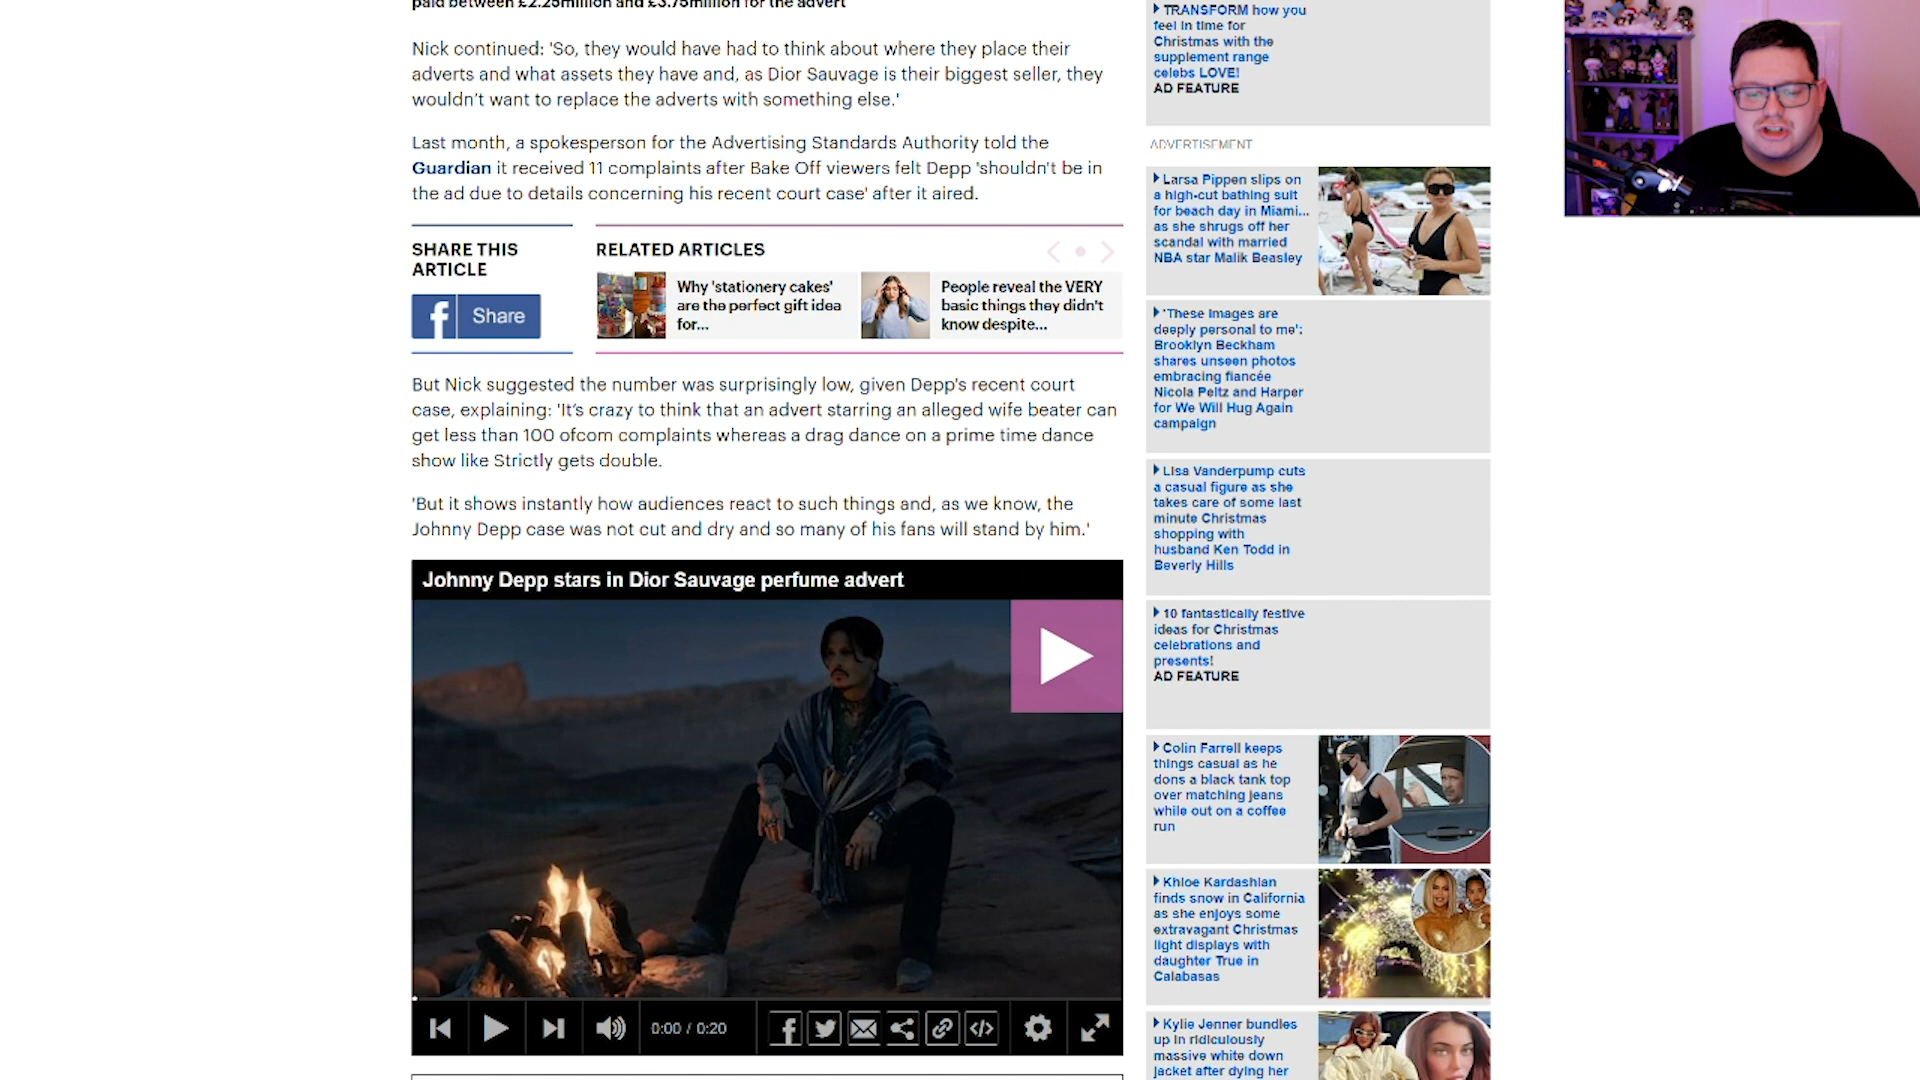 paid between £2.25million and £3.75million for the advert
Nick continued: 'So, they would have had to think about where they place their
adverts and what assets they have and, as Dior Sauvage is their biggest seller, they
wouldn't want to replace the adverts with something else.'
Last month, a spokesperson for the Advertising Standards Authority told the
Guardian it received 11 complaints after Bake Off viewers felt Depp 'shouldn't be in
the ad due to details concerning his recent court case' after it aired.
SHARE THIS
ARTICLE
Share
RELATED ARTICLES
Why 'stationery cakes'
are the perfect gift idea
for...
People reveal the VERY
basic things they didn't
know despite...
But Nick suggested the number was surprisingly low, given Depp's recent court
case, explaining: 'It's crazy to think that an advert starring an alleged wife beater can
get less than 100 ofcom complaints whereas a drag dance on a prime time dance
show like Strictly gets double.
'But it shows instantly how audiences react to such things and, as we know, the
Johnny Depp case was not cut and dry and so many of his fans will stand by him.'
Johnny Depp stars in Dior Sauvage perfume advert
0:00 / 0:20
TRANSFORM how you
feel in time for
Christmas with the
supplement range
celebs LOVE!
AD FEATURE
ADVERTISEMENT
Larsa Pippen slips on
a high-cut bathing suit
for beach day in Miami...
as she shrugs off her
scandal with married
NBA star Malik Beasley
'These images are
deeply personal to me':
Brooklyn Beckham
shares unseen photos
embracing fiancée
Nicola Peltz and Harper
for We Will Hug Again
campaign
Lisa Vanderpump cuts
a casual figure as she
takes care of some last
minute Christmas
shopping with
husband Ken Todd in
Beverly Hills
10 fantastically festive
ideas for Christmas
celebrations and
presents!
AD FEATURE
Colin Farrell keeps
things casual as he
dons a black tank top
over matching jeans
while out on a coffee
run
Khloe Kardashian
finds snow in California
as she enjoys some
extravagant Christmas
light displays with
daughter True in
Calabasas
Kylie Jenner bundles
up in ridiculously
massive white down
jacket after dying her